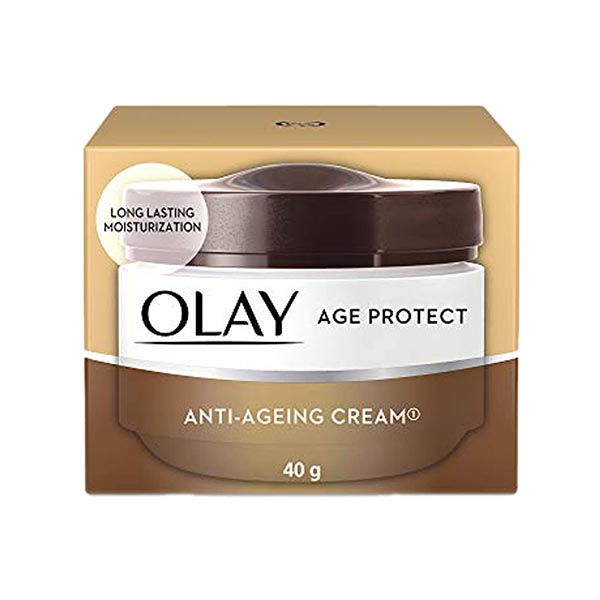 LONG LASTING
MOISTURIZATION
OLAY AGE PROTECT
ANTI-AGEING CREAM①
40 g